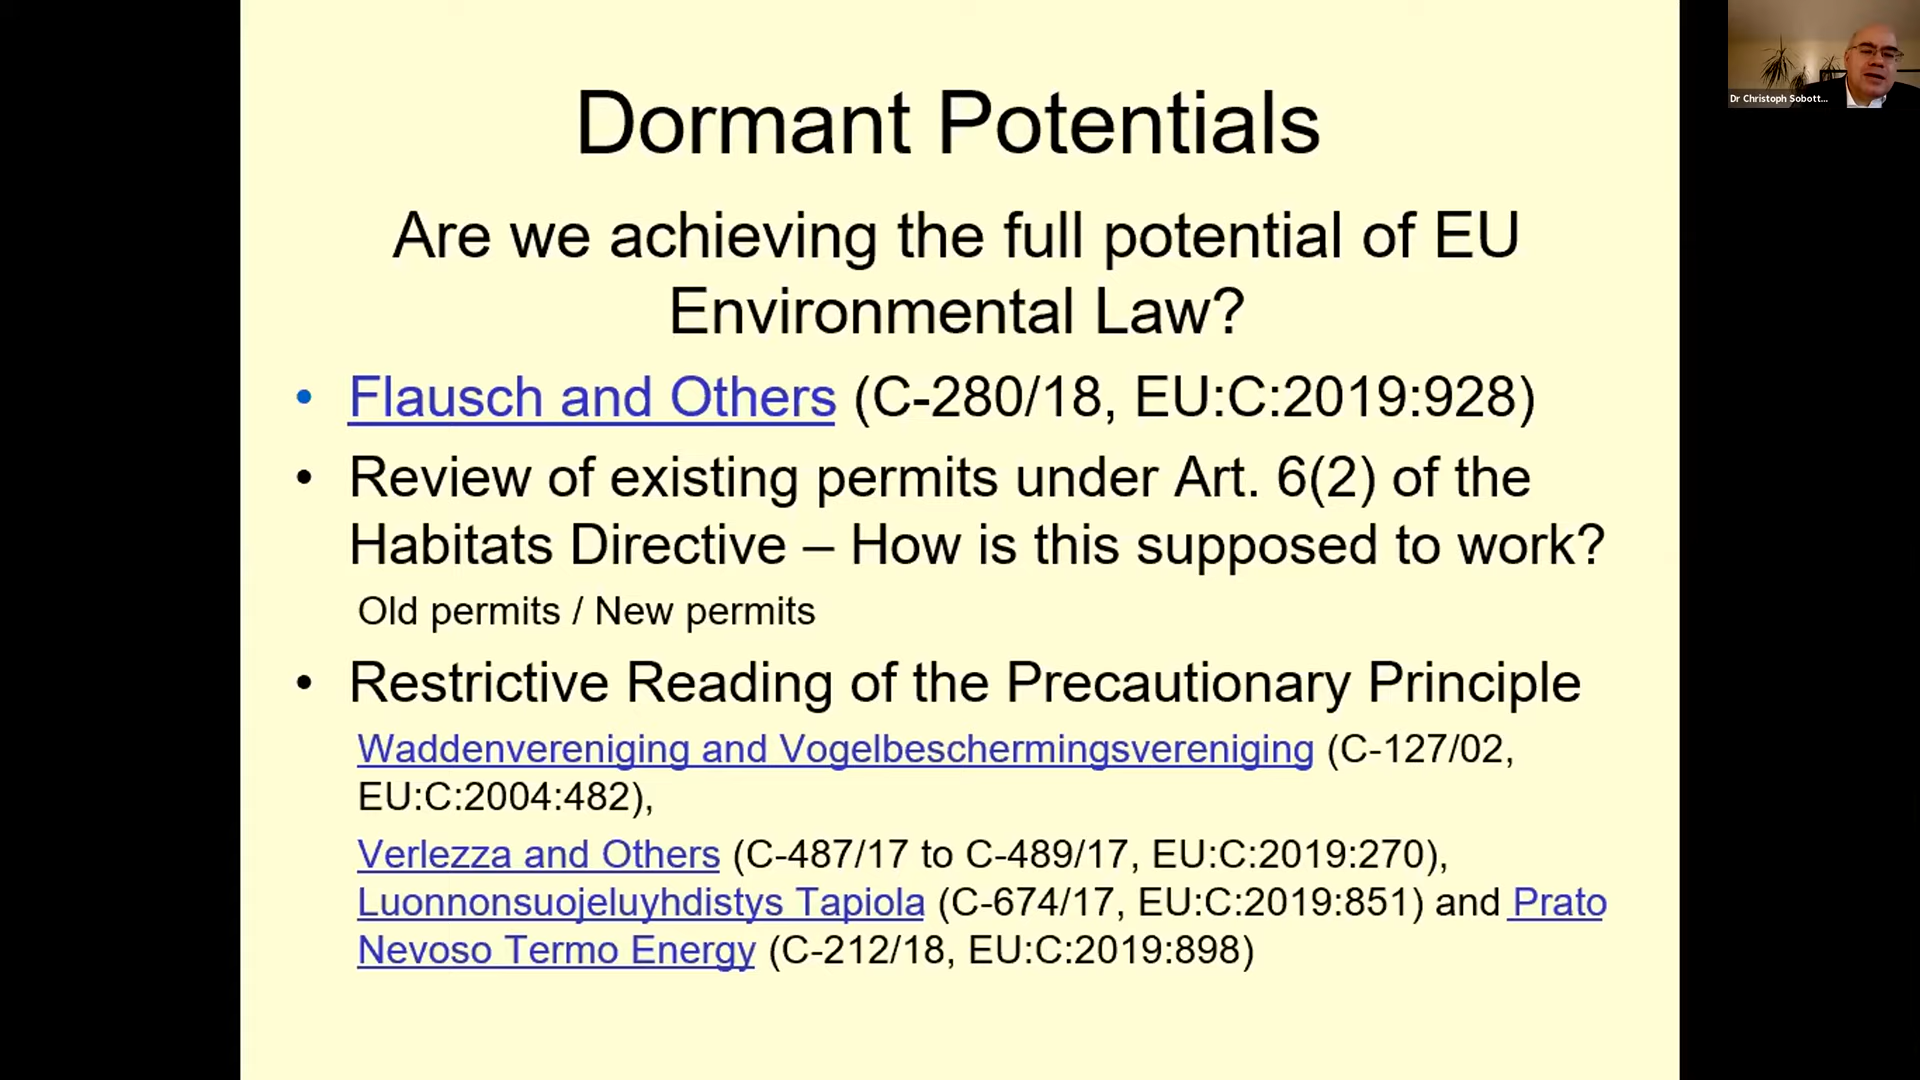 Dormant Potentials
Are we achieving the full potential of EU
Environmental Law?
• Flausch and Others (C-280/18, EU:C:2019:928)
• Review of existing permits under Art. 6(2) of the
Habitats Directive – How is this supposed to work?
Old permits / New permits
• Restrictive Reading of the Precautionary Principle
Waddenvereniging and Vogelbeschermingsvereniging (C-127/02,
EU:C:2004:482),
Verlezza and Others (C-487/17 to C-489/17, EU:C:2019:270),
Luonnonsuojeluyhdistys Tapiola (C-674/17, EU:C:2019:851) and Prato
Nevoso Termo Energy (C-212/18, EU:C:2019:898)
Dr Christoph Sobott...